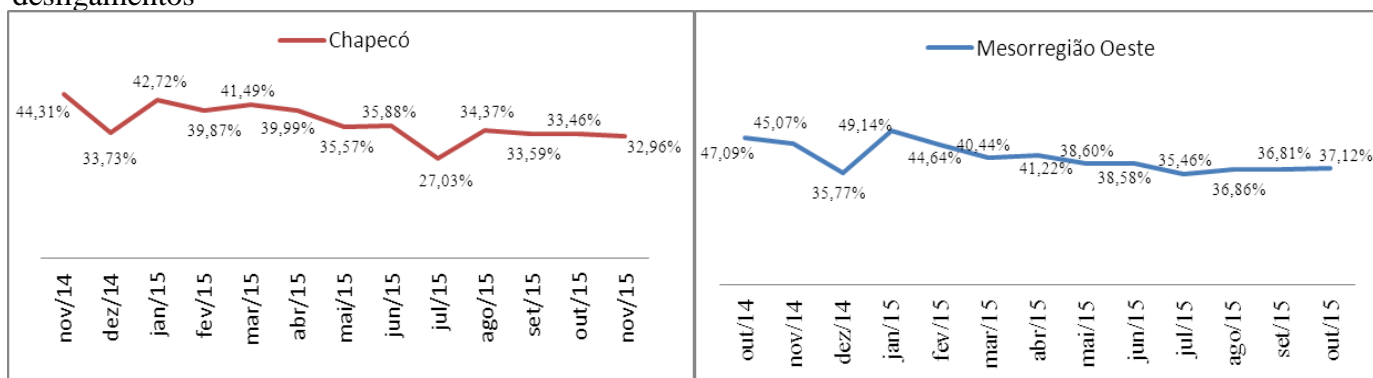 desligamentos
Chapecó
44,31%
33,73%
42,72%
39,87%
41,49%
39,99%
35,57%
35,88%
27,03%
34,37%
33,59%
33,46%
32,96%
nov/14
dez/14
jan/15
fev/15
mar/15
abr/15
mai/15
jun/15
jul/15
ago/15
set/15
out/15
nov/15
Mesorregião Oeste
47,09%
45,07%
35,77%
49,14%
44,64%
40,44%
41,22%
38,60%
38,58%
35,46%
36,86%
36,81%
37,12%
out/14
nov/14
dez/14
jan/15
fev/15
mar/15
abr/15
mai/15
jun/15
jul/15
ago/15
set/15
out/15